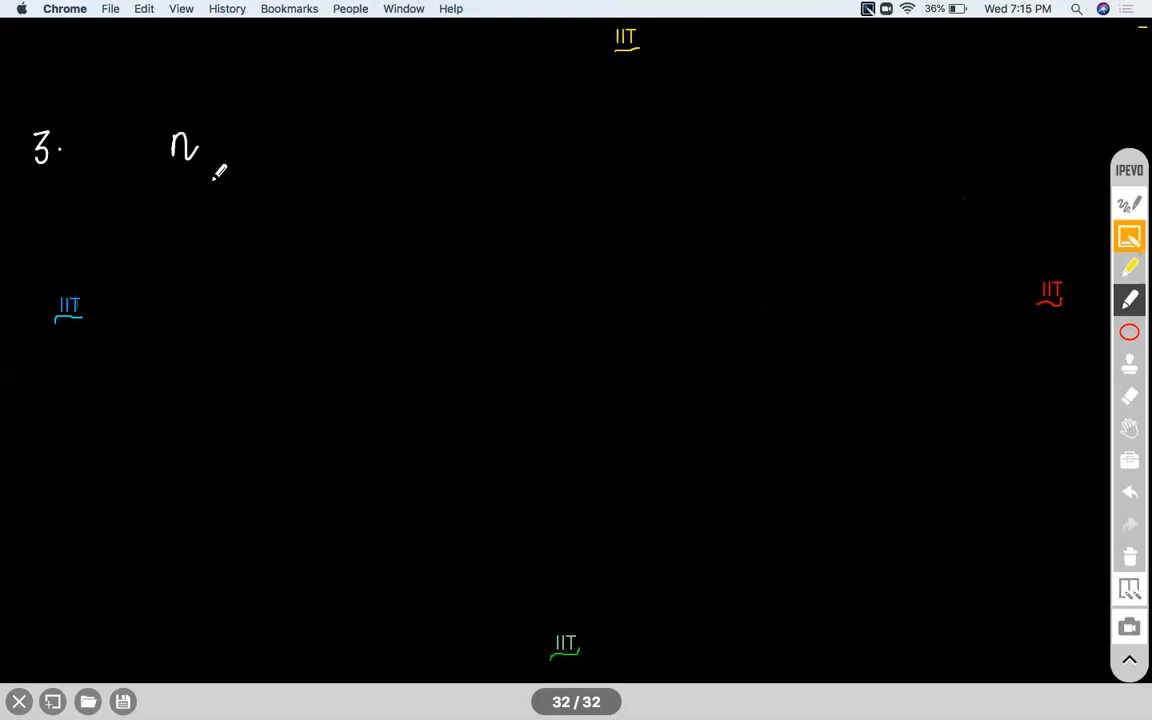 Chrome File Edit View History Bookmarks People Window Help 36% Wed 7:15 PM
IIT
3. n
IPEVO
IIT
IIT
IIT
32 / 32